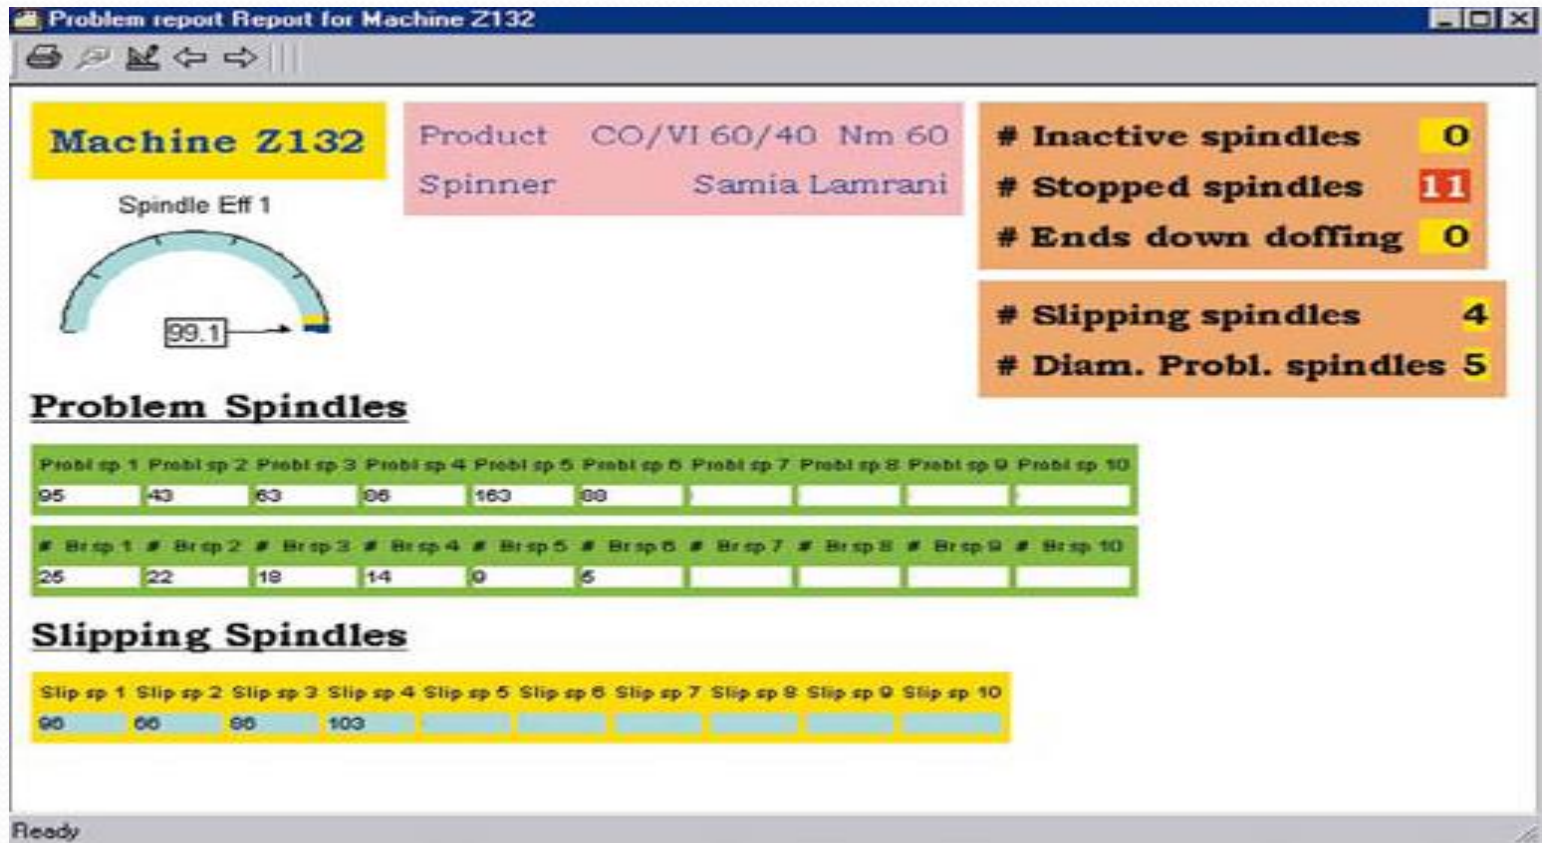 Problem report Report for Machine Z132
Machine Z132
Product CO/VI 60/40 Nm 60
Spinner Samia Lamrani
# Inactive spindles 0
# Stopped spindles 11
# Ends down doffing 0
# Slipping spindles 4
# Diam. Probl. spindles 5
Spindle Eff 1
99.1
Problem Spindles
Probl sp 1 Probl sp 2 Probl sp 3 Probl sp 4 Probl sp 5 Probl sp 6 Probl sp 7 Probl sp 8 Probl sp 9 Probl sp 10
95 43 63 163
# Br sp 1 # Br sp 2 # Br sp 3 # Br sp 4 # Br sp 5 # Br sp 6 # Br sp 7 # Br sp 8 # Br sp 9 # Br sp 10
25 22 14 5
Slipping Spindles
Slip sp 1 Slip sp 2 Slip sp 3 Slip sp 4 Slip sp 5 Slip sp 6 Slip sp 7 Slip sp 8 Slip sp 9 Slip sp 10
66 103
Ready